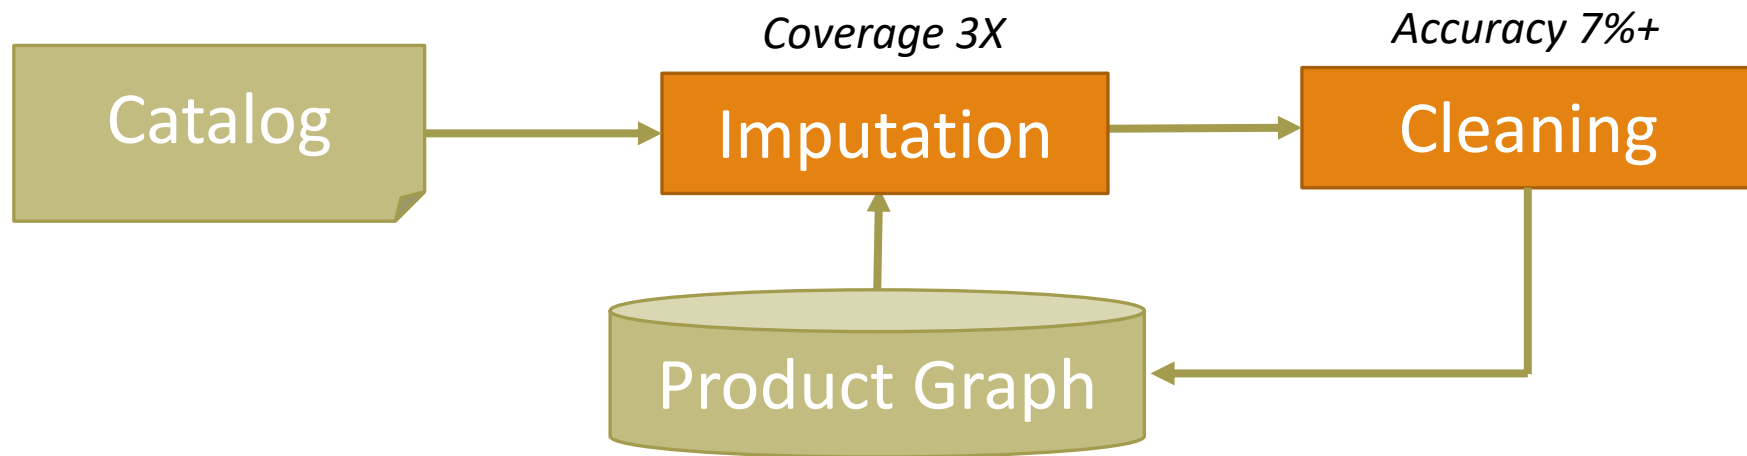 Coverage 3X
Accuracy 7%+
Catalog
Imputation
Cleaning
Product Graph